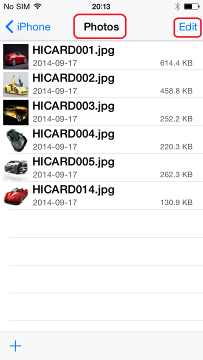 No SIM 20:13
iPhone Photos Edit
HICARD001.jpg
2014-09-17 614.4 KB
HICARD002.jpg
2014-09-17 458.8 KB
HICARD003.jpg
2014-09-17 252.2 KB
HICARD004.jpg
2014-09-17 220.3 KB
HICARD005.jpg
2014-09-17 262.3 KB
HICARD014.jpg
2014-09-17 130.9 KB
+